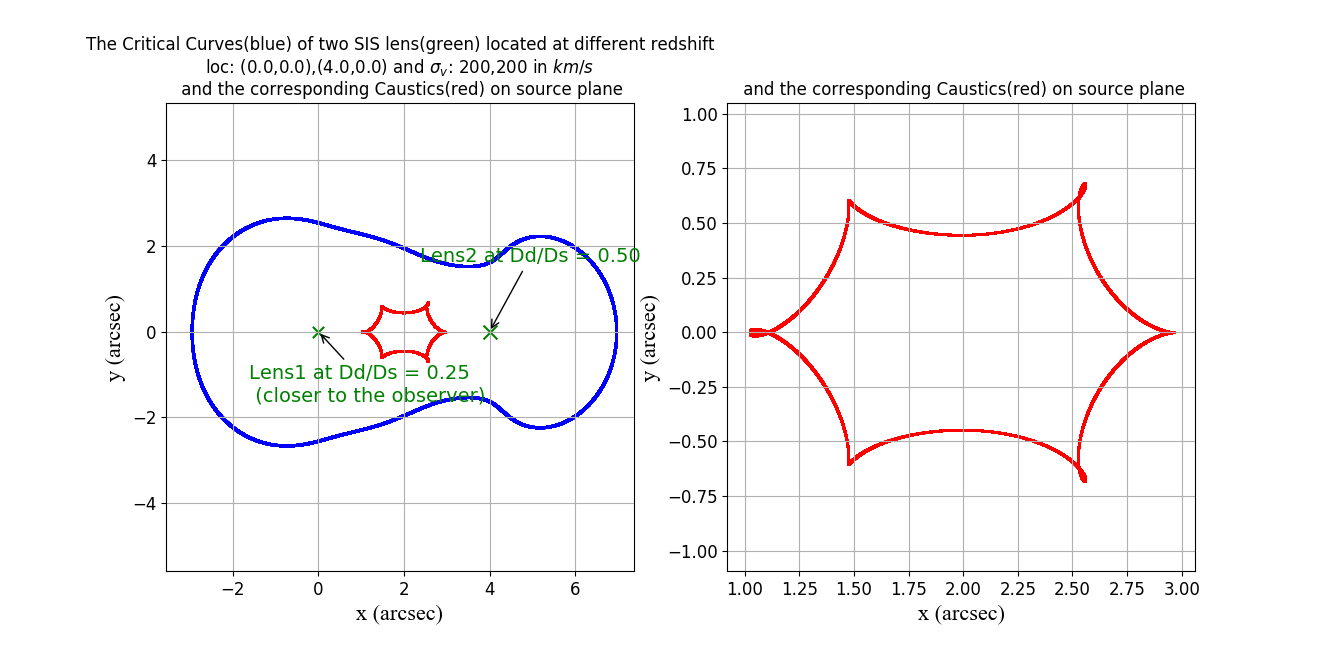 The Critical Curves(blue) of two SIS lens(green) located at different redshift
loc: (0.0,0.0),(4.0,0.0) and σv: 200,200 in km/s
and the corresponding Caustics(red) on source plane
4
2
0
−2
−4
y (arcsec)
Lens2 at Dd/Ds = 0.50
Lens1 at Dd/Ds = 0.25
(closer to the observer)
−2
0
2
4
6
x (arcsec)
and the corresponding Caustics(red) on source plane
1.00
0.75
0.50
0.25
0.00
−0.25
−0.50
−0.75
−1.00
y (arcsec)
1.00
1.25
1.50
1.75
2.00
2.25
2.50
2.75
3.00
x (arcsec)